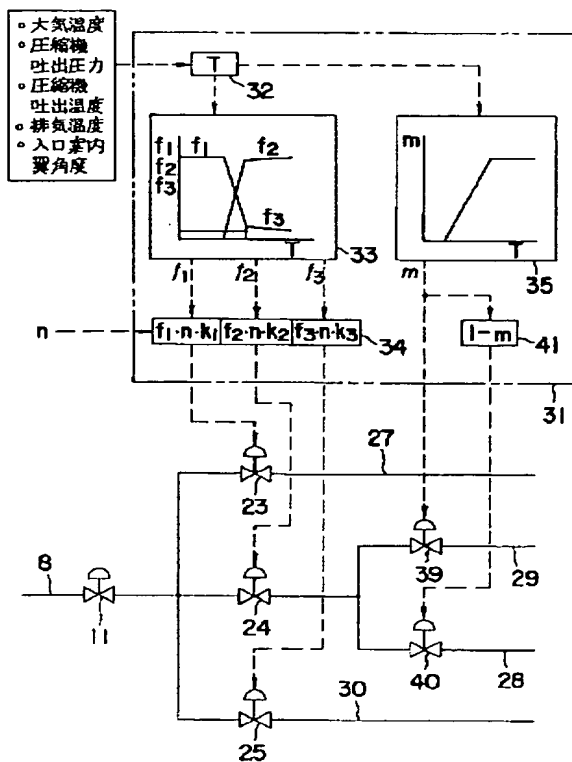 ○ 大気温度
○ 圧縮機
吐出圧力
○ 圧縮機
吐出温度
○ 排気温度
○ 入口案内
翼角度
T
32
f1
f2
f3
f1
f2
f3
T
33
m
T
35
f1
f2
f3
m
n
f1・n・k1
f2・n・k2
f3・n・k3
34
1-m
41
31
27
23
39
29
8
11
24
40
28
30
25